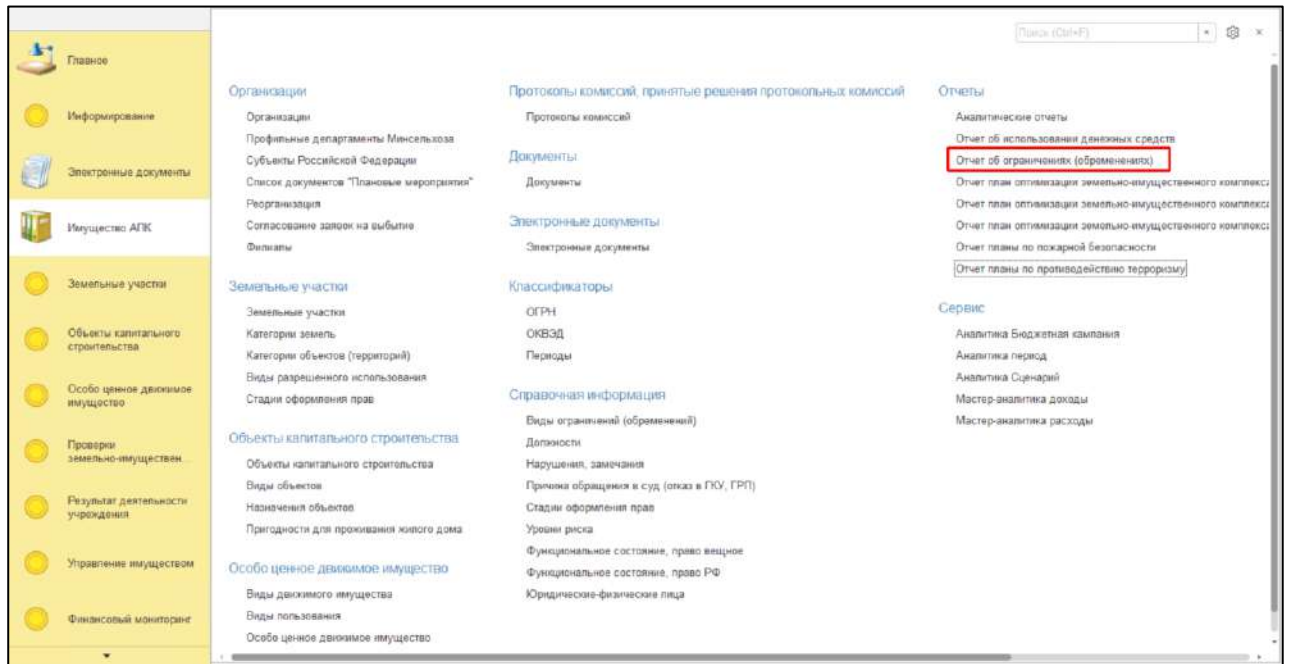 Поиск (Ctrl+F)
Главное
Информирование
Электронные документы
Имущество АПК
Земельные участки
Объекты капитального
строительства
Особо ценное движимое
имущество
Проверки
земельно-имуществен...
Результат деятельности
учреждения
Управление имуществом
Финансовый мониторинг
Организации
Организации
Профильные департаменты Минсельхоза
Субъекты Российской Федерации
Список документов "Плановые мероприятия"
Реорганизация
Согласование заявок на выбытие
Филиалы
Земельные участки
Земельные участки
Категории земель
Категории объектов (территорий)
Виды разрешенного использования
Стадии оформления прав
Объекты капитального строительства
Объекты капитального строительства
Виды объектов
Назначения объектов
Пригодности для проживания жилого дома
Особо ценное движимое имущество
Виды движимого имущества
Виды пользования
Особо ценное движимое имущество
Протоколы комиссий, принятые решения протокольных комиссий
Протоколы комиссий
Документы
Документы
Электронные документы
Электронные документы
Классификаторы
ОГРН
ОКВЭД
Периоды
Справочная информация
Виды ограничений (обременений)
Должности
Нарушения, замечания
Причина обращения в суд (отказ в ГКУ, ГРП)
Стадии оформления прав
Уровни риска
Функциональное состояние, право вещное
Функциональное состояние, право РФ
Юридические-физические лица
Отчеты
Аналитические отчеты
Отчет об использовании денежных средств
Отчет об ограничениях (обременениях)
Отчет план оптимизации земельно-имущественного комплекса
Отчет план оптимизации земельно-имущественного комплекса
Отчет план оптимизации земельно-имущественного комплекса
Отчет планы по пожарной безопасности
Отчет планы по противодействию терроризму
Сервис
Аналитика Бюджетная кампания
Аналитика период
Аналитика Сценарий
Мастер-аналитика доходы
Мастер-аналитика расходы